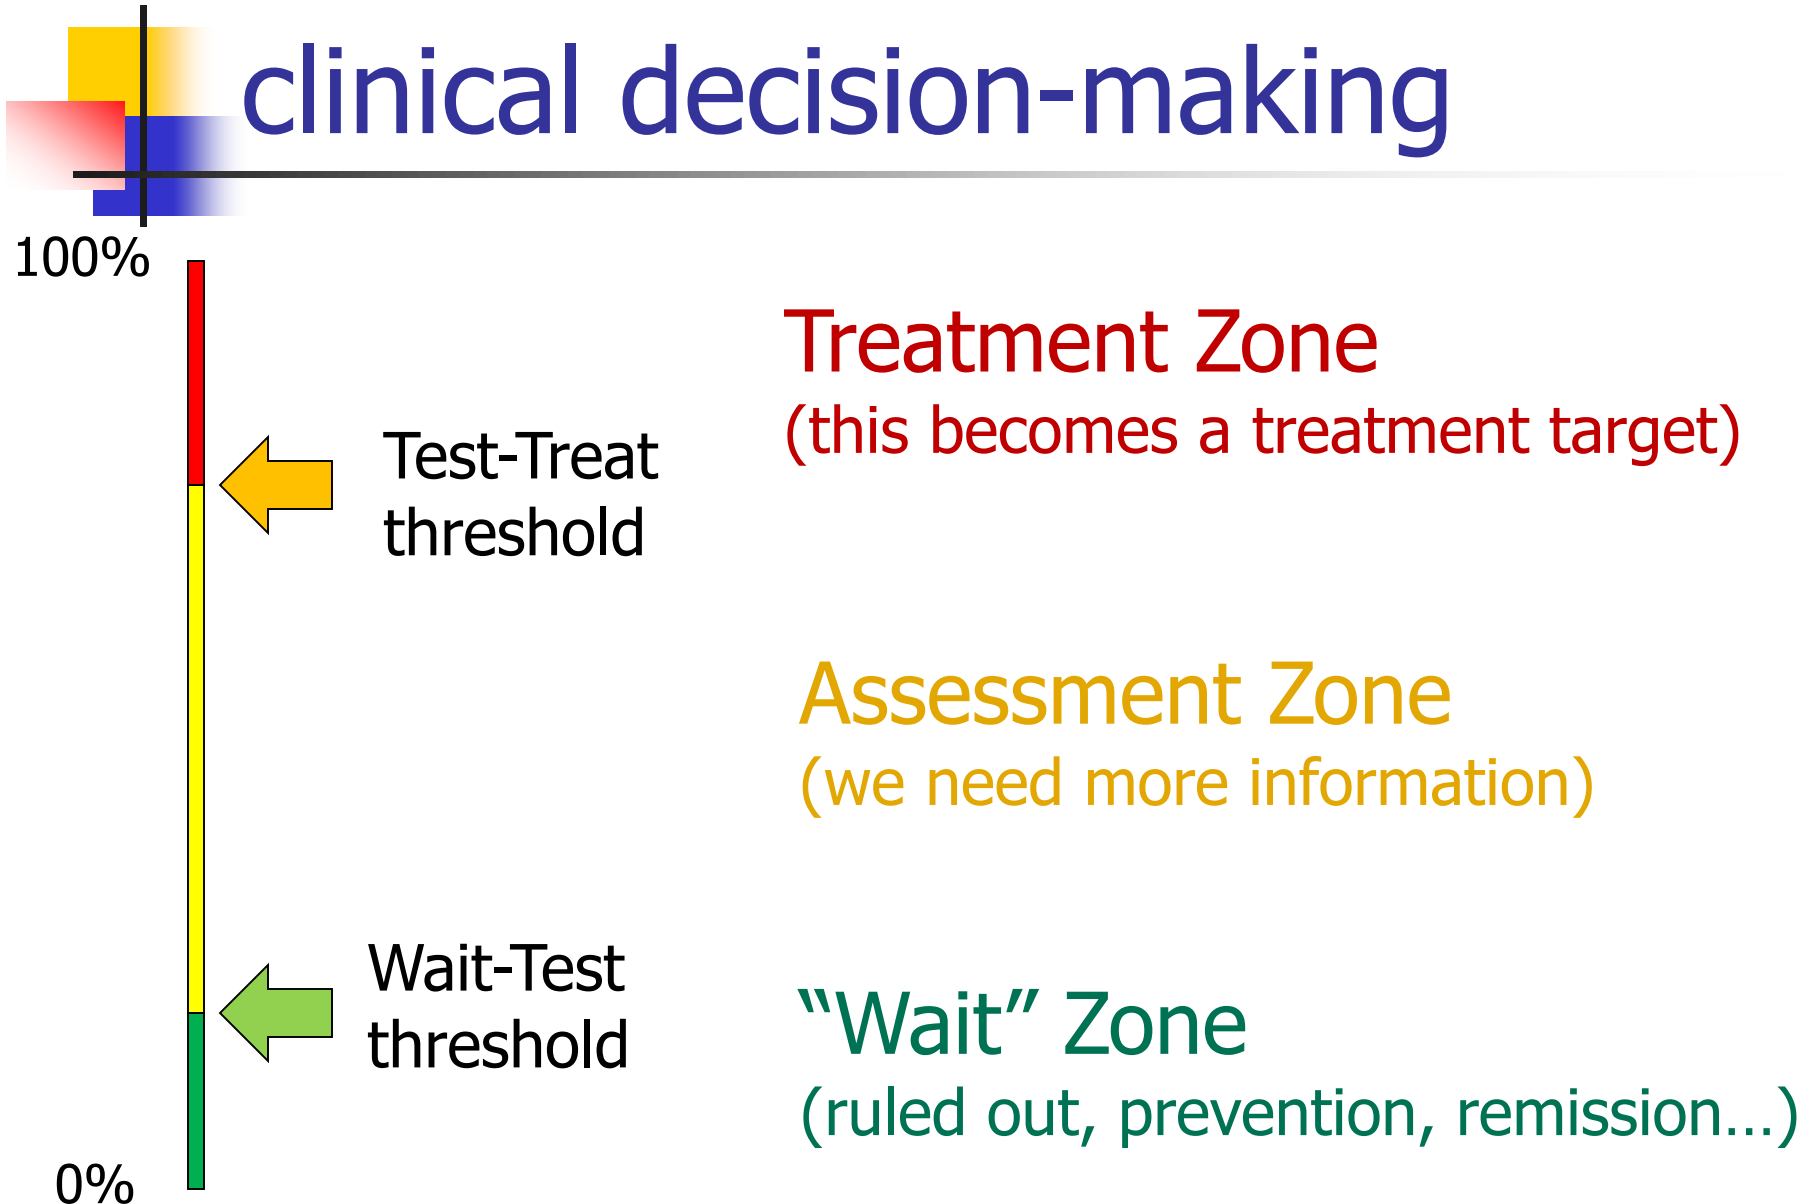 clinical decision-making
100%
Treatment Zone
(this becomes a treatment target)
Test-Treat
threshold
Assessment Zone
(we need more information)
Wait-Test
threshold
“Wait” Zone
(ruled out, prevention, remission…)
0%